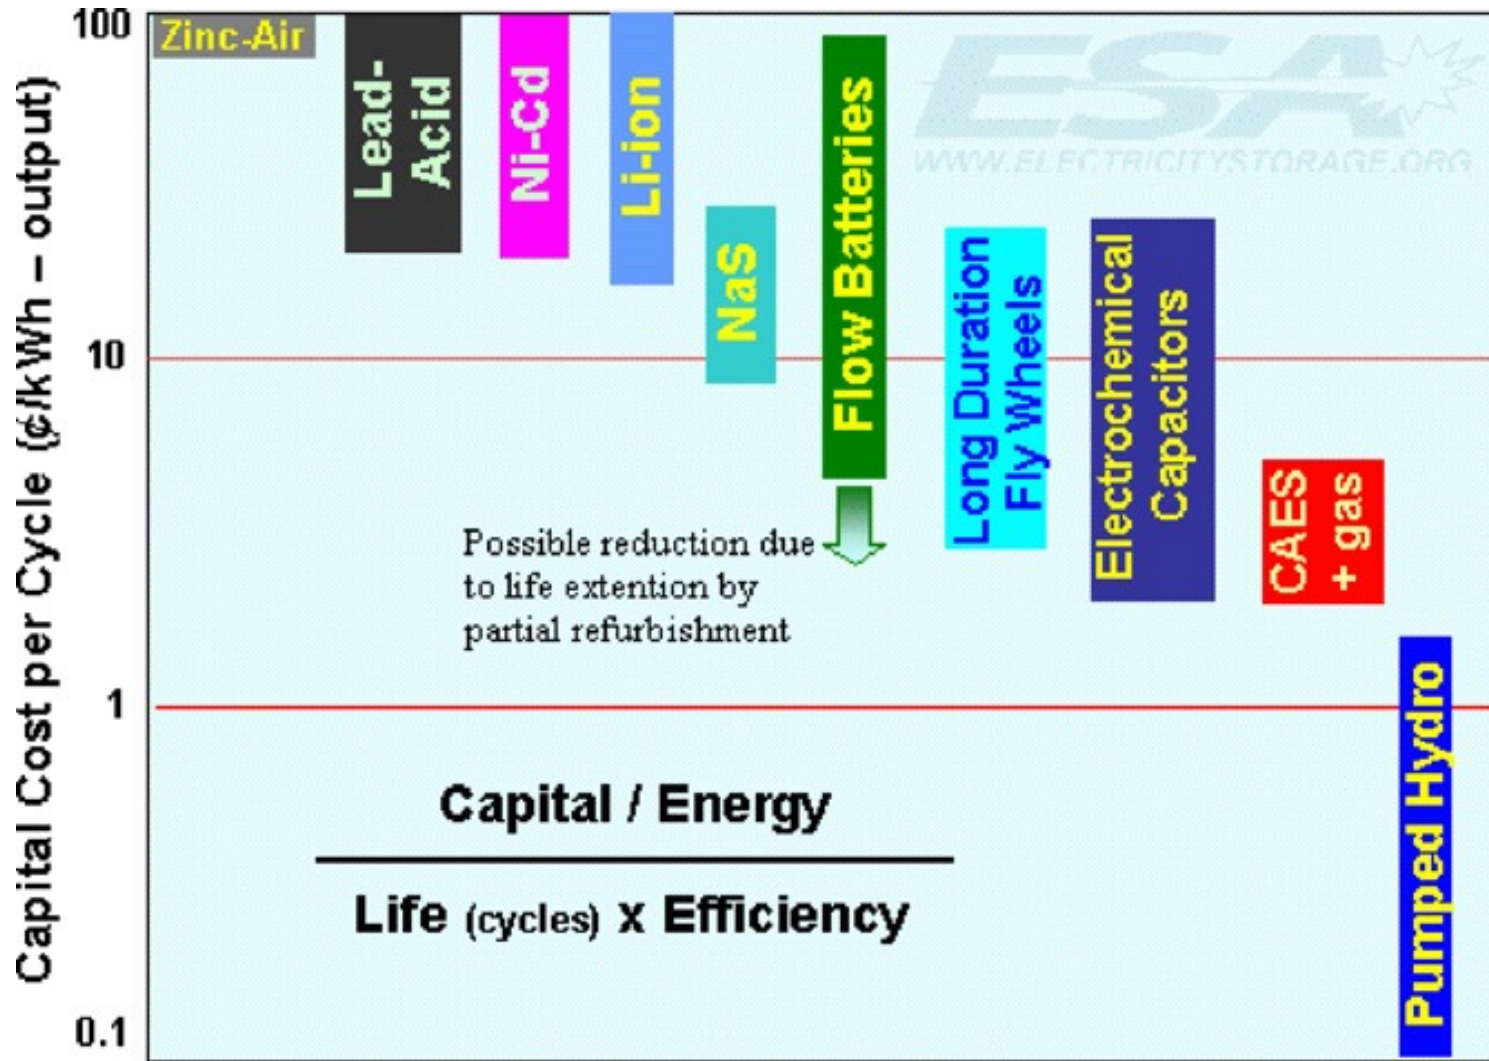 Capital Cost per Cycle (¢/kWh – output)
100
10
1
0.1
Zinc-Air
Lead-
Acid
Ni-Cd
Li-ion
NaS
Flow Batteries
Long Duration
Fly Wheels
Electrochemical
Capacitors
CAES
+ gas
Pumped Hydro
ESA
WWW.ELECTRICITYSTORAGE.ORG
Possible reduction due
to life extention by
partial refurbishment
Capital / Energy
Life (cycles) x Efficiency